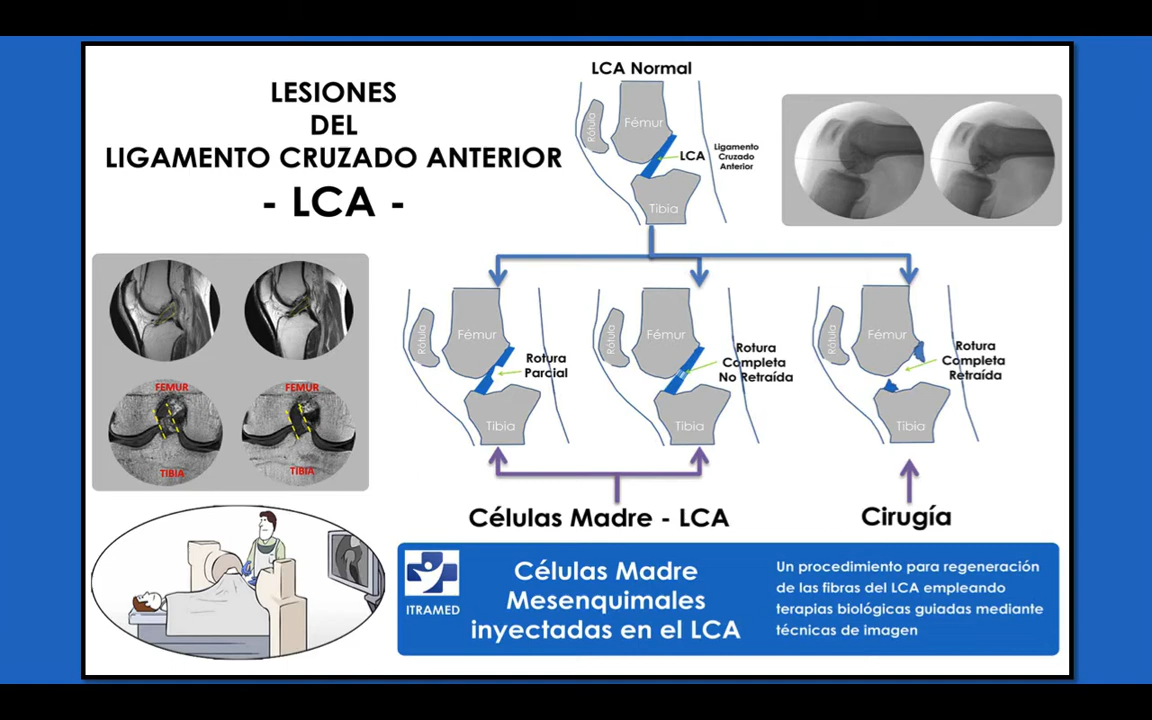 LESIONES
DEL
LIGAMENTO CRUZADO ANTERIOR
- LCA -
LCA Normal
Rótula
Fémur
LCA
Ligamento
Cruzado
Anterior
Tibia
FEMUR
TIBIA
FEMUR
TIBIA
Rótula
Fémur
Rotura
Parcial
Tibia
Rótula
Fémur
Rotura
Completa
No Retraída
Tibia
Rótula
Fémur
Rotura
Completa
Retraída
Tibia
Células Madre - LCA
Cirugía
ITRAMED
Células Madre
Mesenquimales
inyectadas en el LCA
Un procedimiento para regeneración
de las fibras del LCA empleando
terapias biológicas guiadas mediante
técnicas de imagen